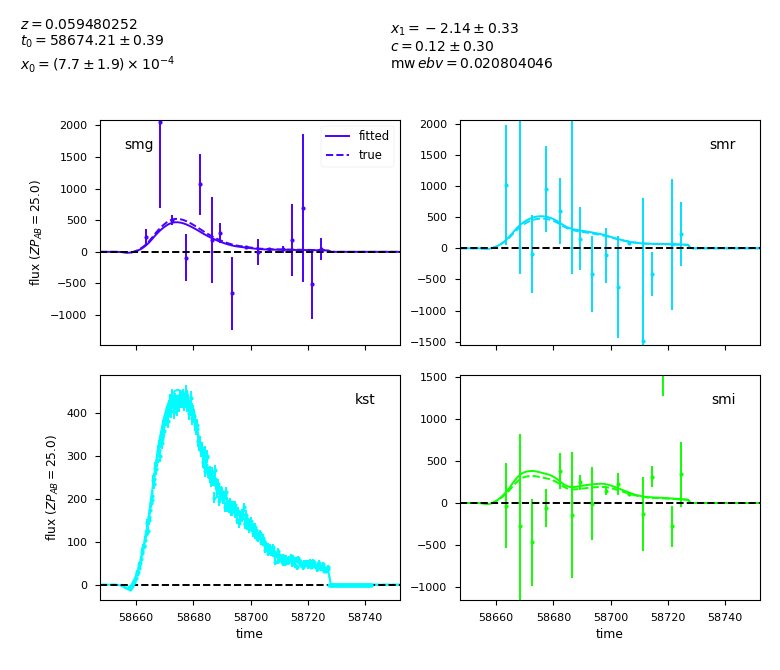 z = 0.059480252
t₀ = 58674.21 ± 0.39
x₀ = (7.7 ± 1.9) × 10⁻⁴
x₁ = −2.14 ± 0.33
c = 0.12 ± 0.30
mw ebv = 0.020804046
smg
fitted
true
flux (ZP_AB = 25.0)
2000
1500
1000
500
0
−500
−1000
smr
2000
1500
1000
500
0
−500
−1000
−1500
kst
flux (ZP_AB = 25.0)
400
300
200
100
0
58660 58680 58700 58720 58740
time
smi
1500
1000
500
0
−500
−1000
58660 58680 58700 58720 58740
time